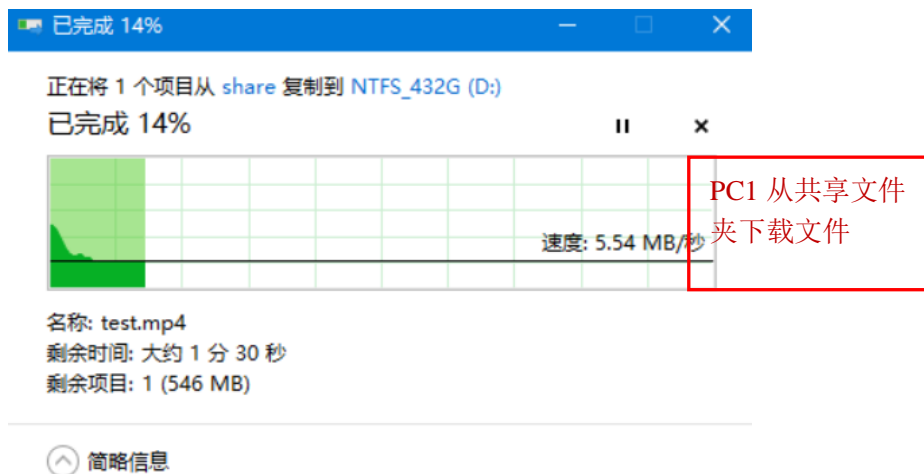 已完成 14%
正在将 1 个项目从 share 复制到 NTFS_432G (D:)
已完成 14%
速度: 5.54 MB/秒
PC1 从共享文件
夹下载文件
名称: test.mp4
剩余时间: 大约 1 分 30 秒
剩余项目: 1 (546 MB)
简略信息